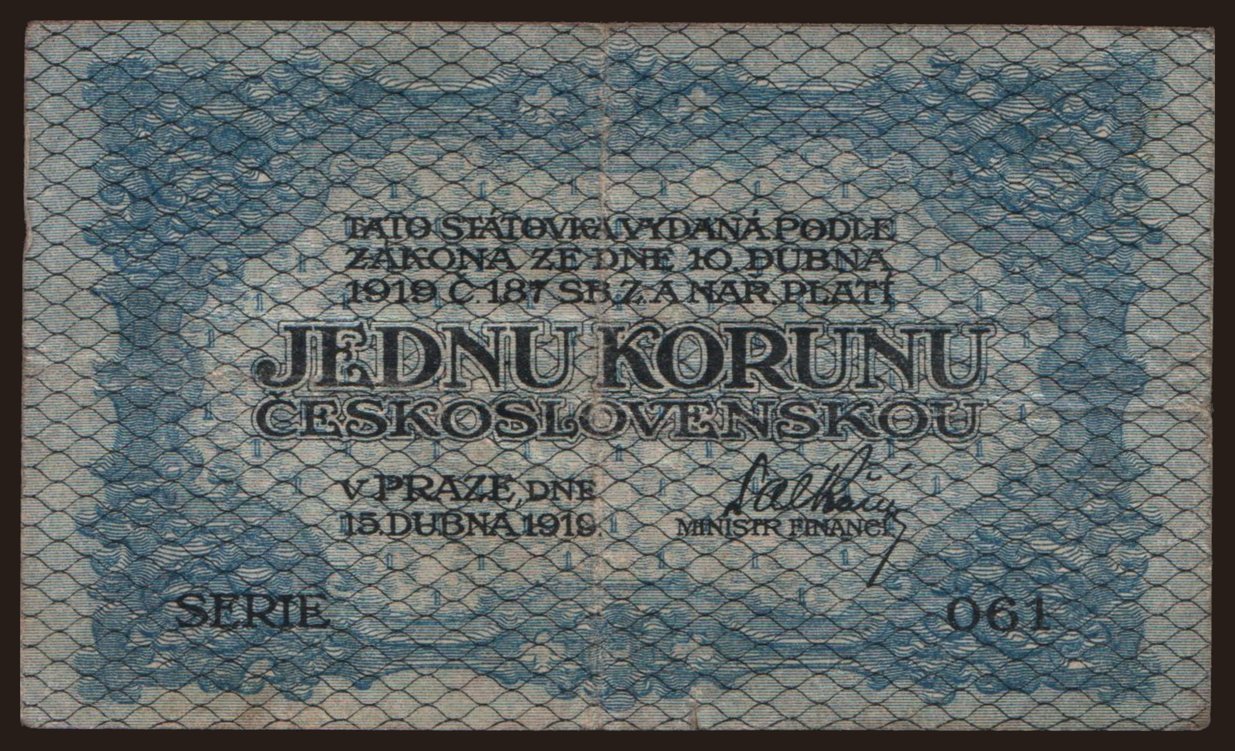 TATO STÁTOVKA VYDANÁ PODLE
ZÁKONA ZE DNE 10. DUBNA
1919 Č. 187 SB. Z. A NAŘ. PLATÍ
JEDNU KORUNU
ČESKOSLOVENSKOU
V PRAZE, DNE
15. DUBNA 1919.
MINISTR FINANCÍ
SERIE 061